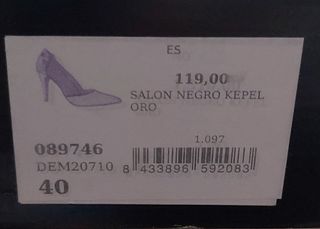 ES
119,00
SALON NEGRO KEPEL
ORO
089746
1.097
DEM20710
40
8 433896 592083